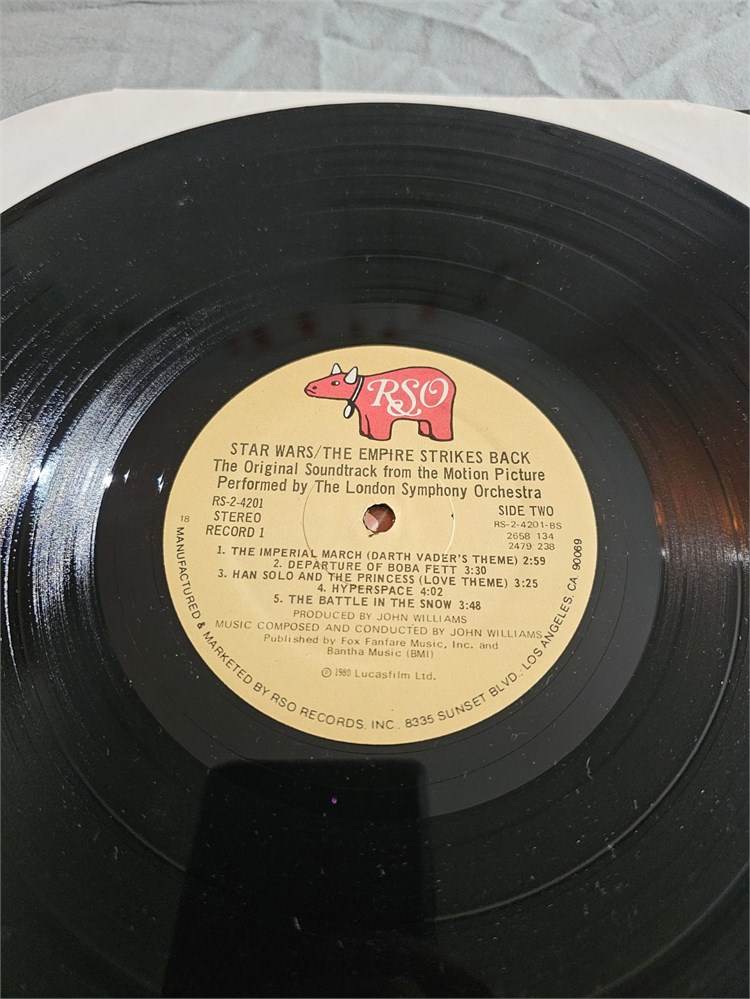 RSO
STAR WARS/THE EMPIRE STRIKES BACK
The Original Soundtrack from the Motion Picture
Performed by The London Symphony Orchestra
RS-2-4201
STEREO
RECORD 1
SIDE TWO
RS-2-4201-BS
2658 134
2479 238
18
1. THE IMPERIAL MARCH (DARTH VADER'S THEME) 2:59
2. DEPARTURE OF BOBA FETT 3:30
3. HAN SOLO AND THE PRINCESS (LOVE THEME) 3:25
4. HYPERSPACE 4:02
5. THE BATTLE IN THE SNOW 3:48
PRODUCED BY JOHN WILLIAMS
MUSIC COMPOSED AND CONDUCTED BY JOHN WILLIAMS
Published by Fox Fanfare Music, Inc. and
Bantha Music (BMI)
℗ 1980 Lucasfilm Ltd.
MANUFACTURED & MARKETED BY RSO RECORDS, INC., 8335 SUNSET BLVD., LOS ANGELES, CA. 90069